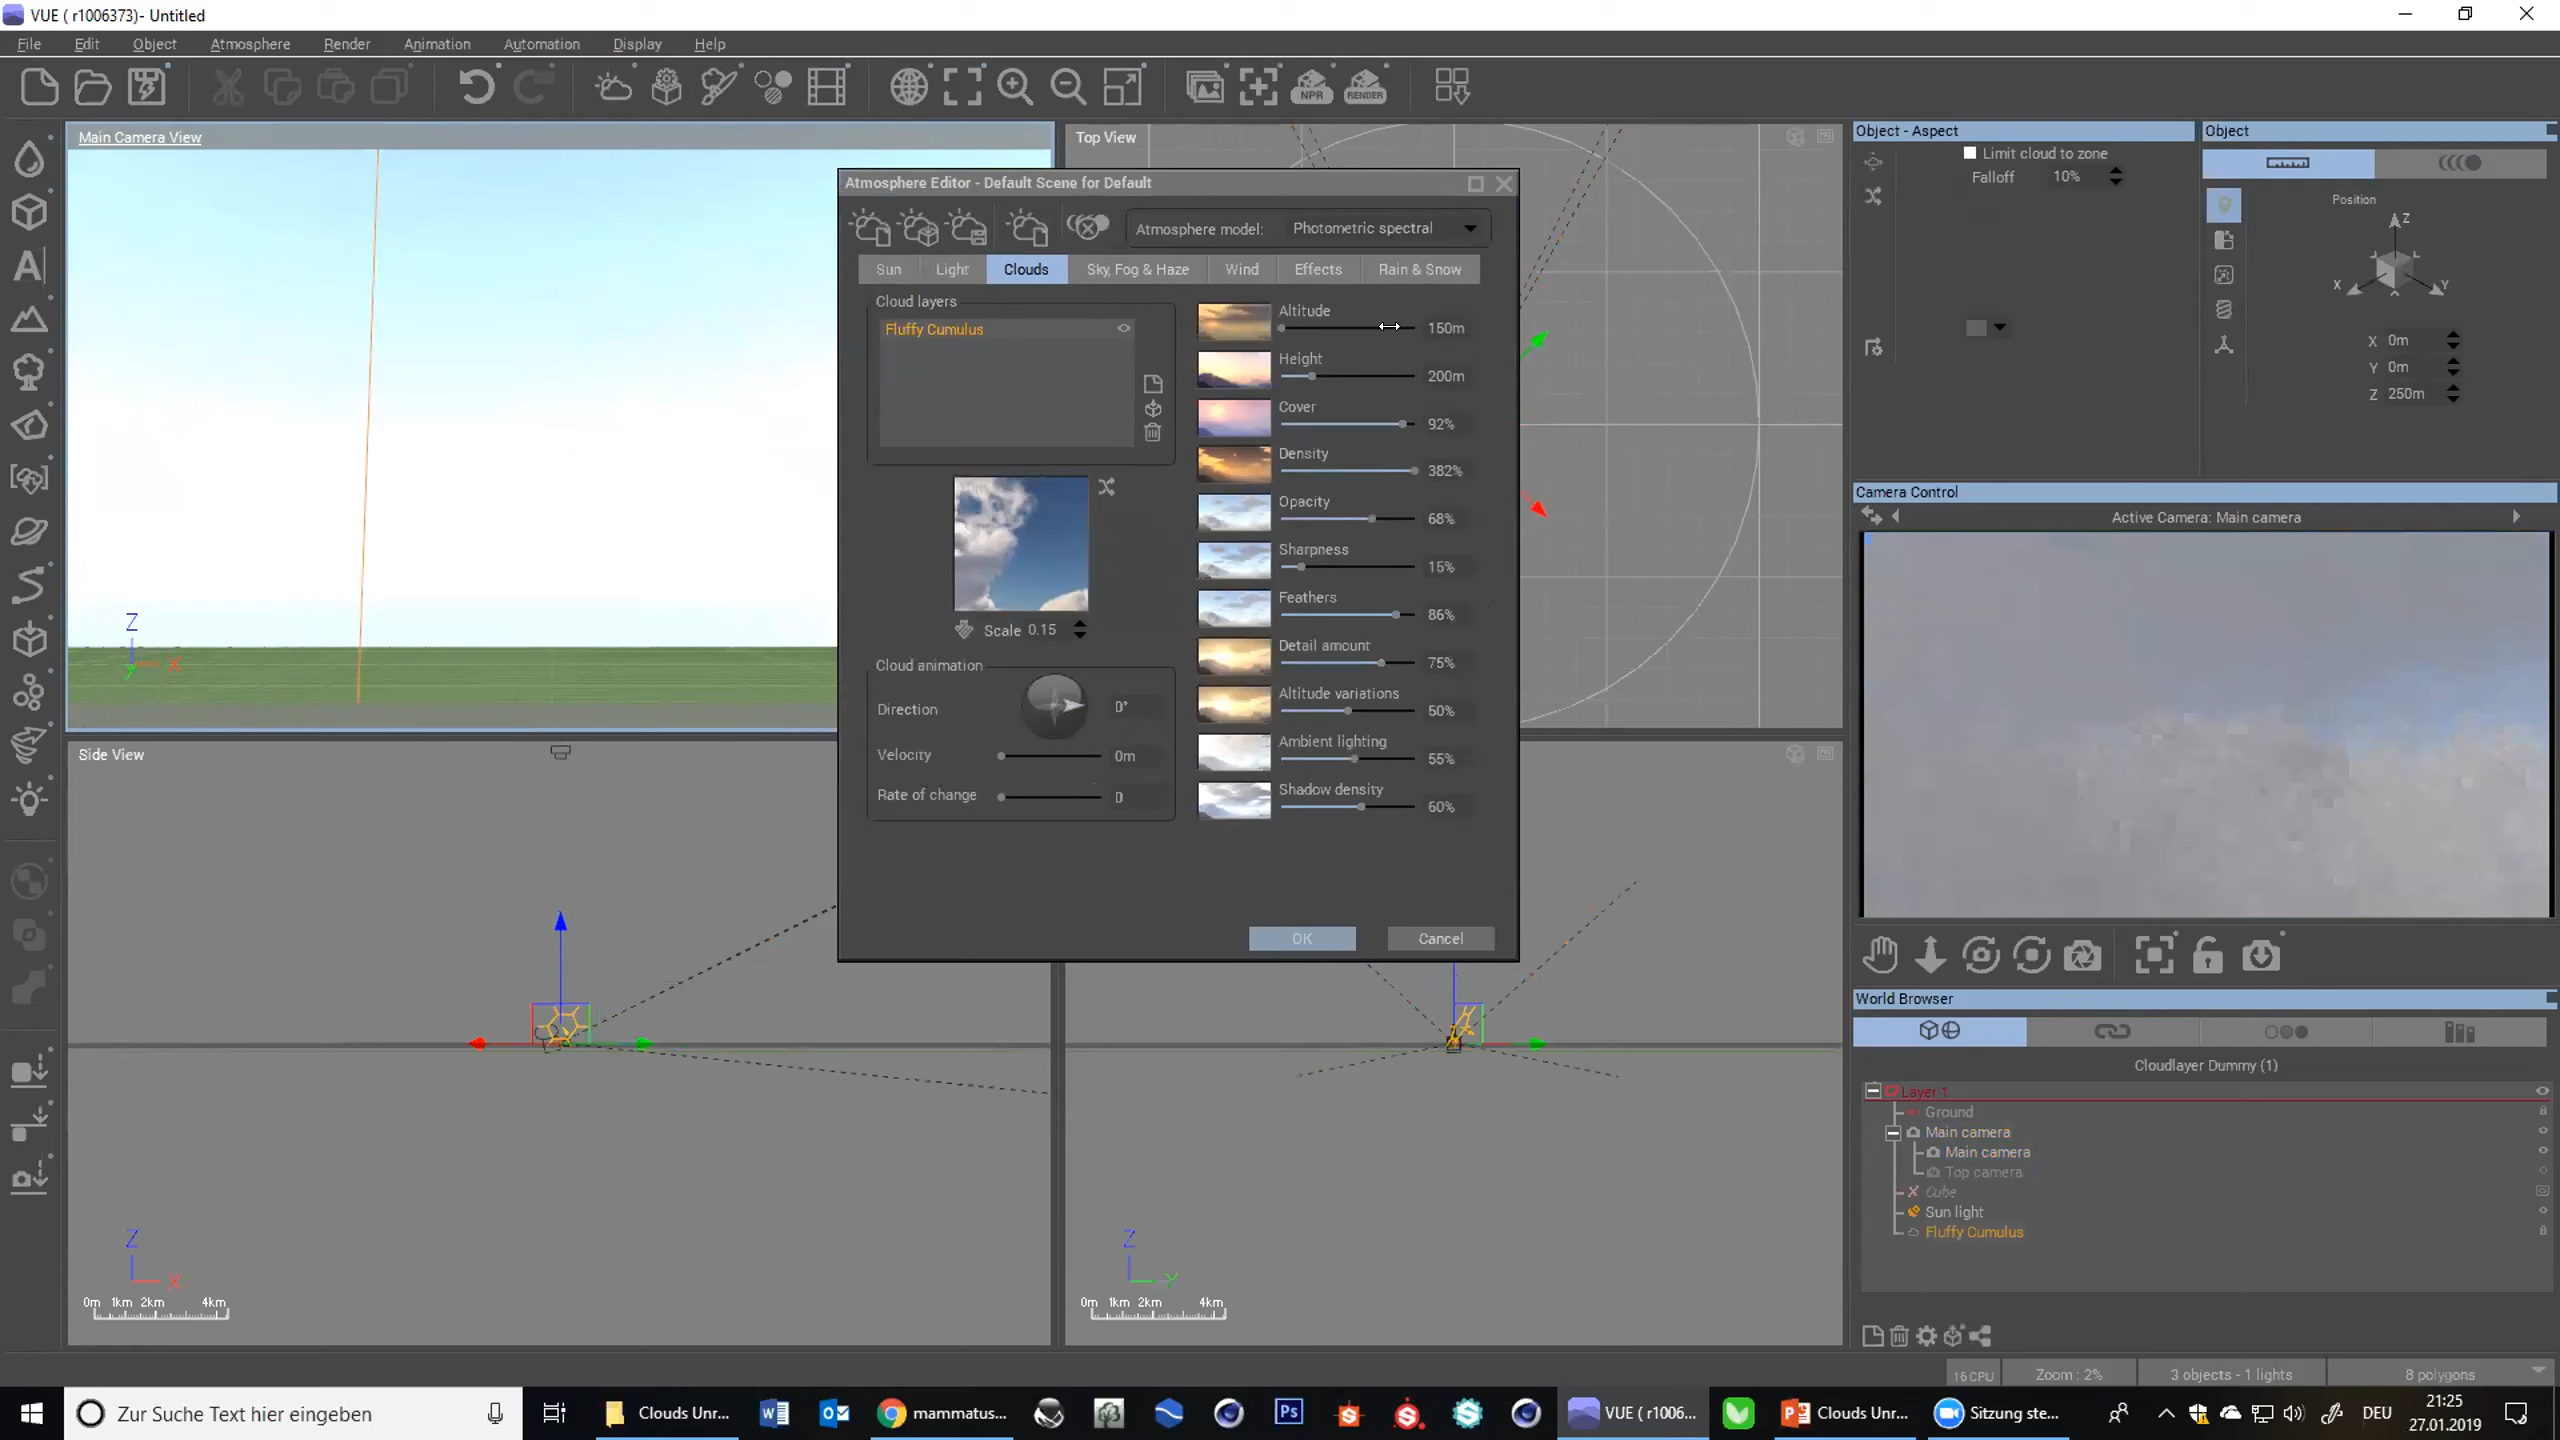 VUE ( r1006373)- Untitled
File Edit Object Atmosphere Render Animation Automation Display Help
NPR RENDER
Main Camera View
Top View
Object - Aspect
Object
Limit cloud to zone
Falloff 10%
Position
Z
X Y
X 0m
Y 0m
Z 250m
Atmosphere Editor - Default Scene for Default
Atmosphere model: Photometric spectral
Sun Light Clouds Sky, Fog & Haze Wind Effects Rain & Snow
Cloud layers
Fluffy Cumulus
Scale 0.15
Cloud animation
Direction 0°
Velocity 0m
Rate of change 0
Altitude
150m
Height
200m
Cover
92%
Density
382%
Opacity
68%
Sharpness
15%
Feathers
86%
Detail amount
75%
Altitude variations
50%
Ambient lighting
55%
Shadow density
60%
OK Cancel
Z
X
Y
Side View
Z
X
0m 1km 2km 4km
Z
Y
0m 1km 2km 4km
Camera Control
Active Camera: Main camera
World Browser
Cloudlayer Dummy (1)
Layer 1
Ground
Main camera
Main camera
Top camera
Cube
Sun light
Fluffy Cumulus
16 CPU Zoom : 2% 3 objects - 1 lights 8 polygons
Zur Suche Text hier eingeben
Clouds Unr...
mammatus...
Ps
VUE ( r1006...
Clouds Unr...
Sitzung ste...
DEU
21:25
27.01.2019